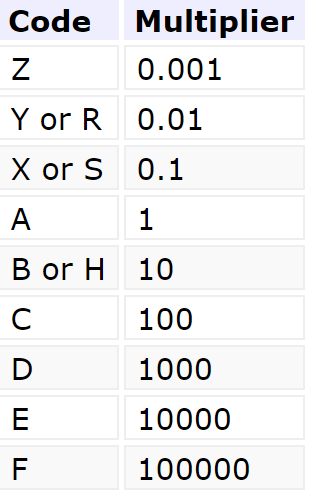 Code Multiplier
Z 0.001
Y or R 0.01
X or S 0.1
A 1
B or H 10
C 100
D 1000
E 10000
F 100000